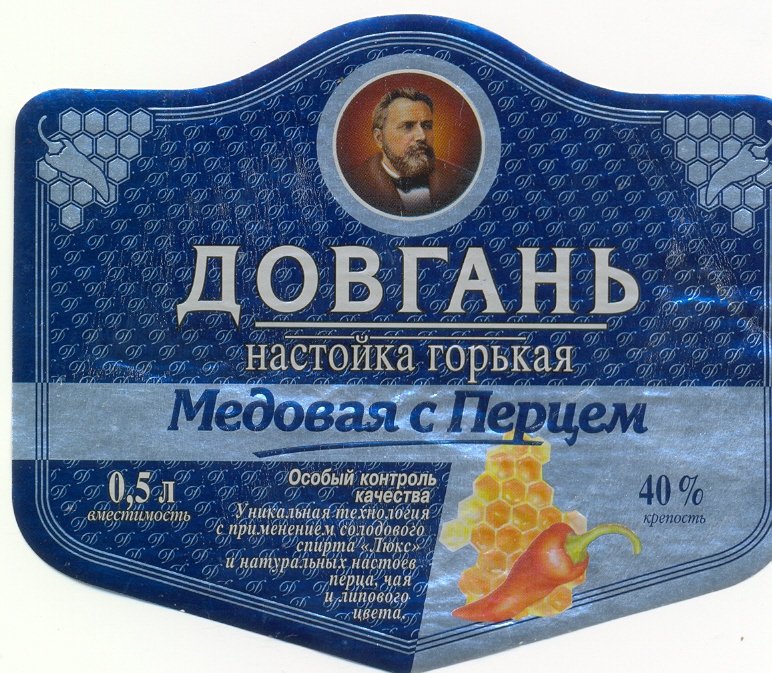 ДОВГАНЬ
настойка горькая
Медовая с Перцем
0,5 л
вместимость
Особый контроль
качества
Уникальная технология
с применением солодового
спирта «Люкс»
и натуральных настоев
перца, чая
и липового
цвета.
40 %
крепость